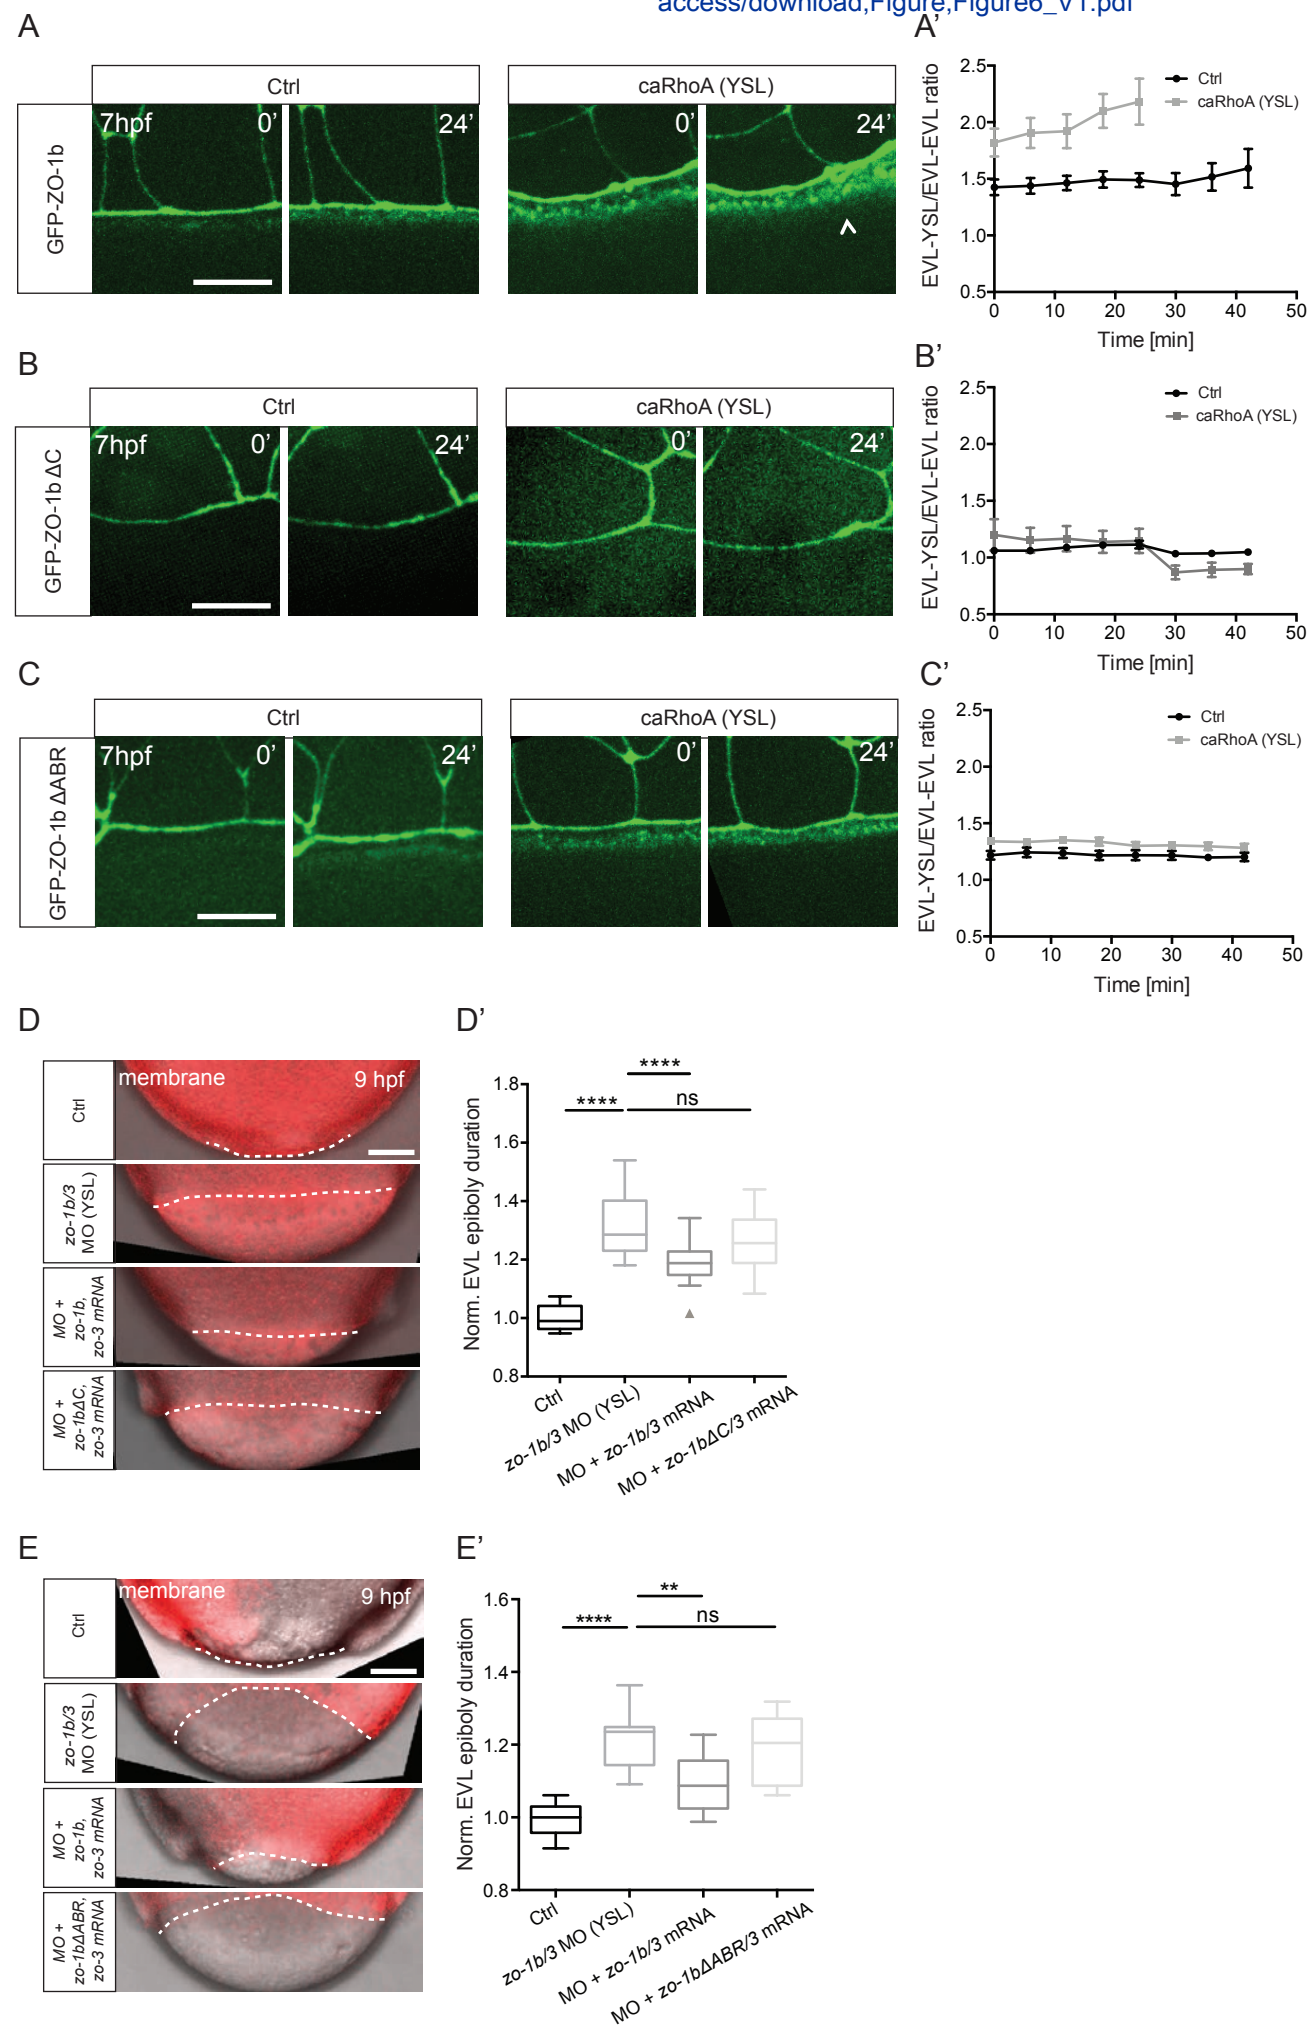 access/download;Figure;Figure6_V1.pdf
A
Ctrl
caRhoA (YSL)
GFP-ZO-1b
7hpf
0’
24’
0’
24’
A’
EVL-YSL/EVL-EVL ratio
2.5
2.0
1.5
1.0
0.5
0 10 20 30 40 50
Time [min]
Ctrl
caRhoA (YSL)
B
Ctrl
caRhoA (YSL)
GFP-ZO-1b ΔC
7hpf
0’
24’
0’
24’
B’
EVL-YSL/EVL-EVL ratio
2.5
2.0
1.5
1.0
0.5
0 10 20 30 40 50
Time [min]
Ctrl
caRhoA (YSL)
C
Ctrl
caRhoA (YSL)
GFP-ZO-1b ΔABR
7hpf
0’
24’
0’
24’
C’
EVL-YSL/EVL-EVL ratio
2.5
2.0
1.5
1.0
0.5
0 10 20 30 40 50
Time [min]
Ctrl
caRhoA (YSL)
D
Ctrl
membrane
9 hpf
zo-1b/3
MO (YSL)
MO +
zo-1b,
zo-3 mRNA
MO +
zo-1bΔC,
zo-3 mRNA
D’
Norm. EVL epiboly duration
1.8
1.6
1.4
1.2
1.0
0.8
****
****
ns
Ctrl
zo-1b/3 MO (YSL)
MO + zo-1b/3 mRNA
MO + zo-1bΔC/3 mRNA
E
Ctrl
membrane
9 hpf
zo-1b/3
MO (YSL)
MO +
zo-1b,
zo-3 mRNA
MO +
zo-1bΔABR,
zo-3 mRNA
E’
Norm. EVL epiboly duration
1.6
1.4
1.2
1.0
0.8
**
****
ns
Ctrl
zo-1b/3 MO (YSL)
MO + zo-1b/3 mRNA
MO + zo-1bΔABR/3 mRNA